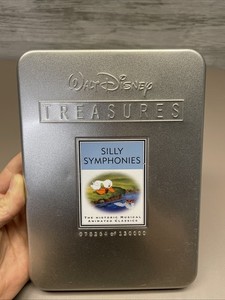 Walt Disney
TREASURES
SILLY
SYMPHONIES
THE HISTORIC MUSICAL
ANIMATED CLASSICS